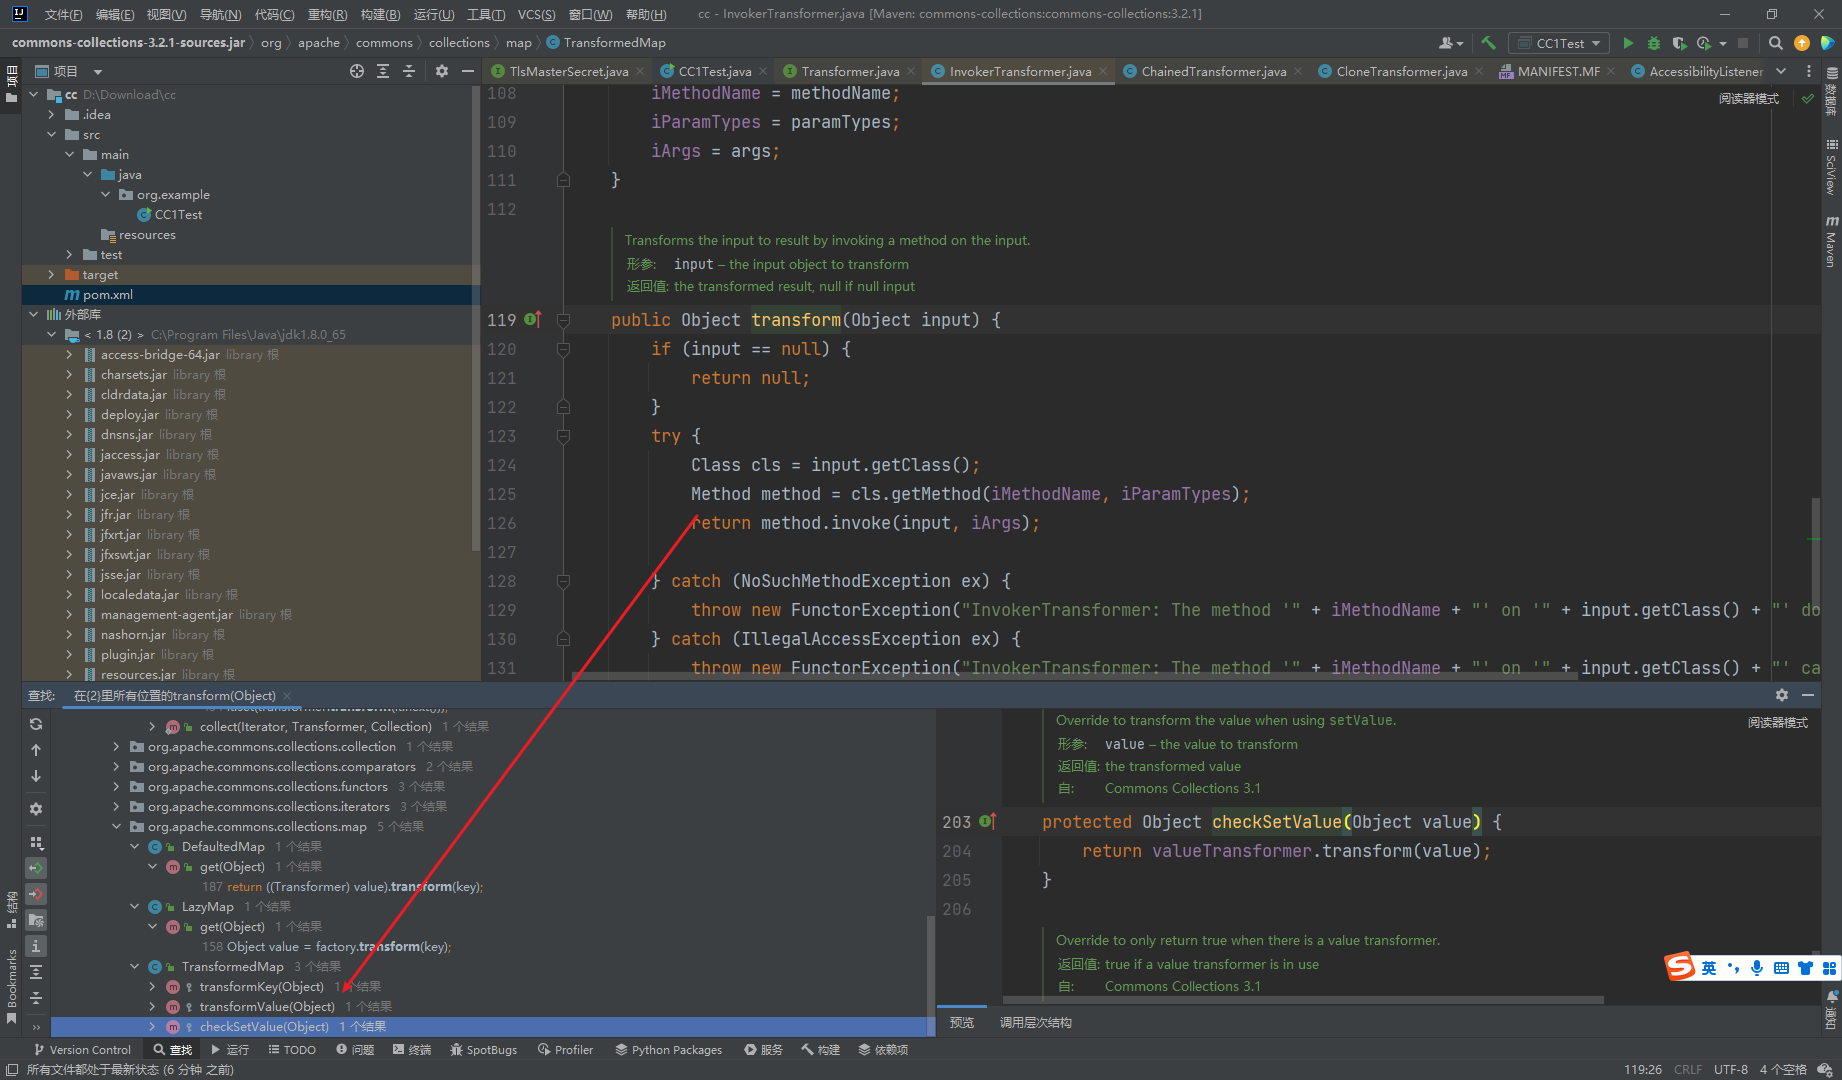 文件(F) 编辑(E) 视图(V) 导航(N) 代码(C) 重构(R) 构建(B) 运行(U) 工具(T) VCS(S) 窗口(W) 帮助(H) cc - InvokerTransformer.java [Maven: commons-collections:commons-collections:3.2.1]
commons-collections-3.2.1-sources.jar org apache commons collections map TransformedMap CC1Test
项目
TlsMasterSecret.java CC1Test.java Transformer.java InvokerTransformer.java ChainedTransformer.java CloneTransformer.java MANIFEST.MF AccessibilityListener
项目
数据库
SciView
Maven
cc D:\Download\cc
.idea
src
main
java
org.example
CC1Test
resources
test
target
pom.xml
外部库
< 1.8 (2) > C:\Program Files\Java\jdk1.8.0_65
access-bridge-64.jar library 根
charsets.jar library 根
cldrdata.jar library 根
deploy.jar library 根
dnsns.jar library 根
jaccess.jar library 根
javaws.jar library 根
jce.jar library 根
jfr.jar library 根
jfxrt.jar library 根
jfxswt.jar library 根
jsse.jar library 根
localedata.jar library 根
management-agent.jar library 根
nashorn.jar library 根
plugin.jar library 根
resources.jar library 根
阅读器模式
108 iMethodName = methodName;
109 iParamTypes = paramTypes;
110 iArgs = args;
111 }
112
Transforms the input to result by invoking a method on the input.
形参: input – the input object to transform
返回值: the transformed result, null if null input
119 public Object transform(Object input) {
120 if (input == null) {
121 return null;
122 }
123 try {
124 Class cls = input.getClass();
125 Method method = cls.getMethod(iMethodName, iParamTypes);
126 return method.invoke(input, iArgs);
127
128 } catch (NoSuchMethodException ex) {
129 throw new FunctorException("InvokerTransformer: The method '" + iMethodName + "' on '" + input.getClass() + "' do
130 } catch (IllegalAccessException ex) {
131 throw new FunctorException("InvokerTransformer: The method '" + iMethodName + "' on '" + input.getClass() + "' ca
查找: 在(2)里所有位置的transform(Object)
collect(Iterator, Transformer, Collection) 1 个结果
org.apache.commons.collections.collection 1 个结果
org.apache.commons.collections.comparators 2 个结果
org.apache.commons.collections.functors 3 个结果
org.apache.commons.collections.iterators 3 个结果
org.apache.commons.collections.map 5 个结果
DefaultedMap 1 个结果
get(Object) 1 个结果
187 return ((Transformer) value).transform(key);
LazyMap 1 个结果
get(Object) 1 个结果
158 Object value = factory.transform(key);
TransformedMap 3 个结果
transformKey(Object) 1 个结果
transformValue(Object) 1 个结果
checkSetValue(Object) 1 个结果
结构
Bookmarks
Override to transform the value when using setValue.
形参: value – the value to transform
返回值: the transformed value
自: Commons Collections 3.1
阅读器模式
203 protected Object checkSetValue(Object value) {
204 return valueTransformer.transform(value);
205 }
206
Override to only return true when there is a value transformer.
返回值: true if a value transformer is in use
自: Commons Collections 3.1
英
通知
预览 调用层次结构
Version Control 查找 运行 TODO 问题 终端 SpotBugs Profiler Python Packages 服务 构建 依赖项
所有文件都处于最新状态 (6 分钟 之前) 119:26 CRLF UTF-8 4 个空格